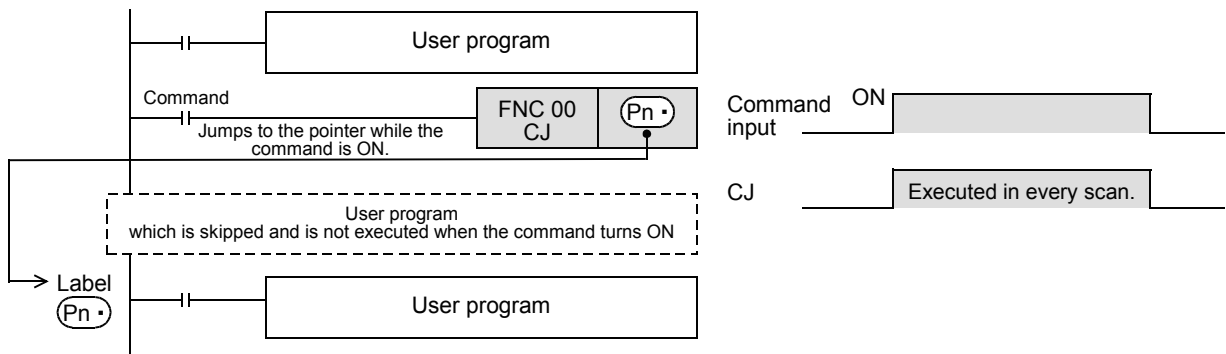 User program
Command
FNC 00
CJ
Pn
Jumps to the pointer while the
command is ON.
User program
which is skipped and is not executed when the command turns ON
Label
Pn
User program
Command
input
ON
CJ
Executed in every scan.